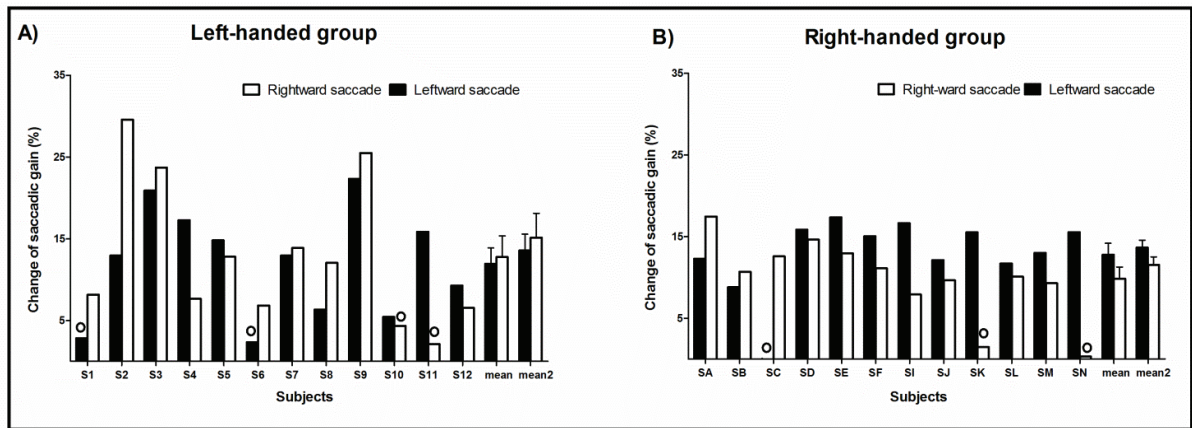 A) Left-handed group
Rightward saccade Leftward saccade
Change of saccadic gain (%)
35
25
15
5
S1 S2 S3 S4 S5 S6 S7 S8 S9 S10 S11 S12 mean mean2
Subjects
B) Right-handed group
Right-ward saccade Leftward saccade
Change of saccadic gain (%)
35
25
15
5
SA SB SC SD SE SF SI SJ SK SL SM SN mean mean2
Subjects